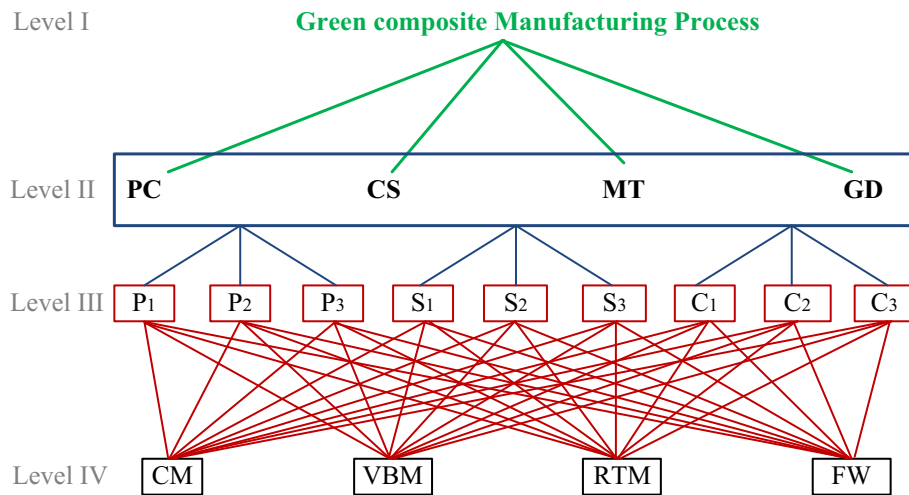 Level I Green composite Manufacturing Process
Level II PC CS MT GD
Level III P1 P2 P3 S1 S2 S3 C1 C2 C3
Level IV CM VBM RTM FW